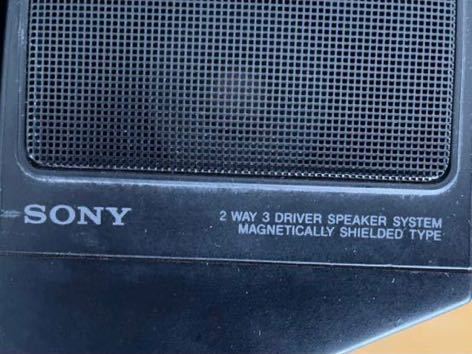 SONY
2 WAY 3 DRIVER SPEAKER SYSTEM
MAGNETICALLY SHIELDED TYPE